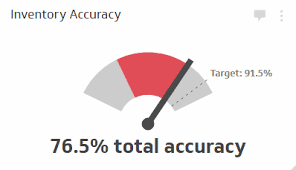 Inventory Accuracy
Target: 91.5%
76.5% total accuracy